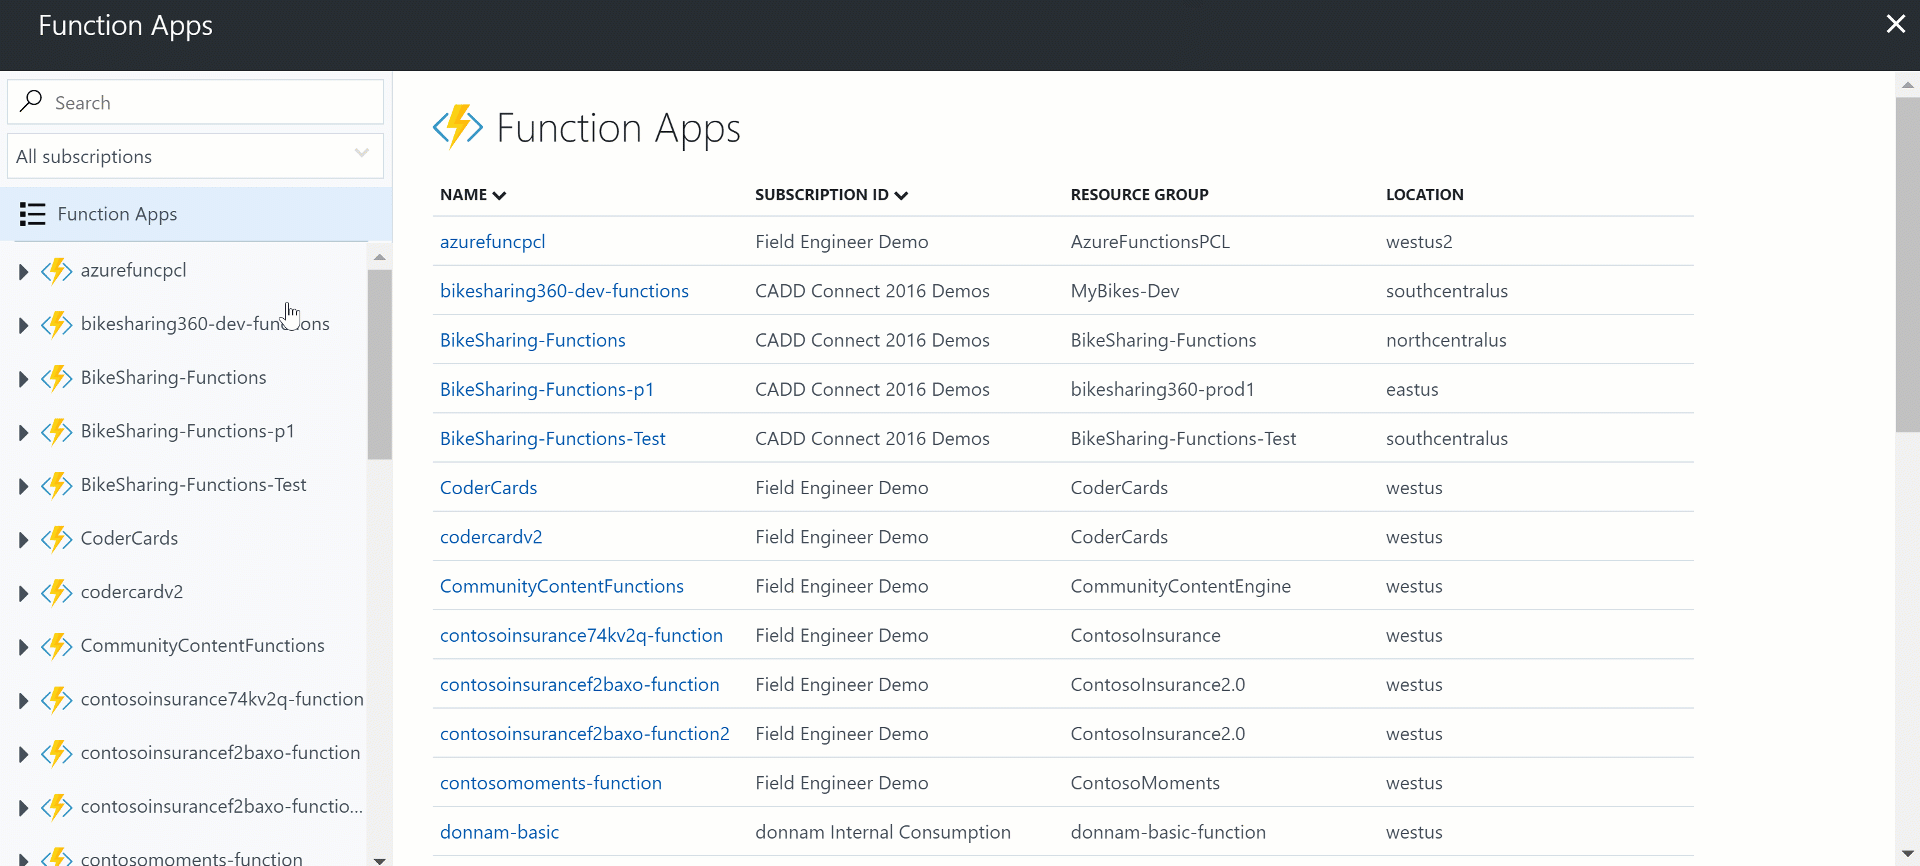 Function Apps
Search
All subscriptions
Function Apps
azurefuncpcl
bikesharing360-dev-functions
BikeSharing-Functions
BikeSharing-Functions-p1
BikeSharing-Functions-Test
CoderCards
codercardv2
CommunityContentFunctions
contosoinsurance74kv2q-function
contosoinsurancef2baxo-function
contosoinsurancef2baxo-functio...
contosomoments-function
Function Apps
NAME SUBSCRIPTION ID RESOURCE GROUP LOCATION
azurefuncpcl Field Engineer Demo AzureFunctionsPCL westus2
bikesharing360-dev-functions CADD Connect 2016 Demos MyBikes-Dev southcentralus
BikeSharing-Functions CADD Connect 2016 Demos BikeSharing-Functions northcentralus
BikeSharing-Functions-p1 CADD Connect 2016 Demos bikesharing360-prod1 eastus
BikeSharing-Functions-Test CADD Connect 2016 Demos BikeSharing-Functions-Test southcentralus
CoderCards Field Engineer Demo CoderCards westus
codercardv2 Field Engineer Demo CoderCards westus
CommunityContentFunctions Field Engineer Demo CommunityContentEngine westus
contosoinsurance74kv2q-function Field Engineer Demo ContosoInsurance westus
contosoinsurancef2baxo-function Field Engineer Demo ContosoInsurance2.0 westus
contosoinsurancef2baxo-function2 Field Engineer Demo ContosoInsurance2.0 westus
contosomoments-function Field Engineer Demo ContosoMoments westus
donnam-basic donnam Internal Consumption donnam-basic-function westus